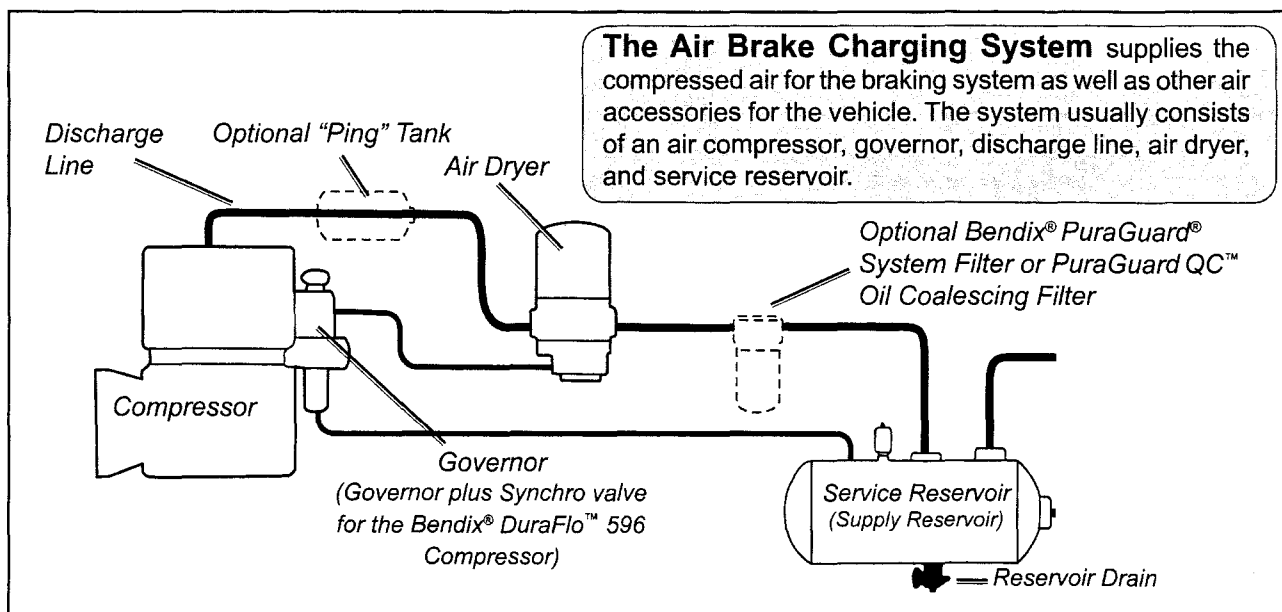 The Air Brake Charging System supplies the
compressed air for the braking system as well as other air
accessories for the vehicle. The system usually consists
of an air compressor, governor, discharge line, air dryer,
and service reservoir.
Discharge
Line
Optional “Ping” Tank
Air Dryer
Optional Bendix® PuraGuard®
System Filter or PuraGuard QC™
Oil Coalescing Filter
Compressor
Governor
(Governor plus Synchro valve
for the Bendix® DuraFlo™ 596
Compressor)
Service Reservoir
(Supply Reservoir)
Reservoir Drain